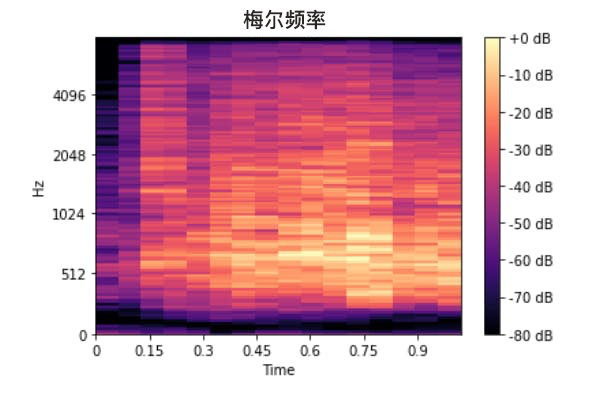 梅尔频率
+0 dB
-10 dB
-20 dB
-30 dB
-40 dB
-50 dB
-60 dB
-70 dB
-80 dB
Hz
4096
2048
1024
512
0
0 0.15 0.3 0.45 0.6 0.75 0.9
Time